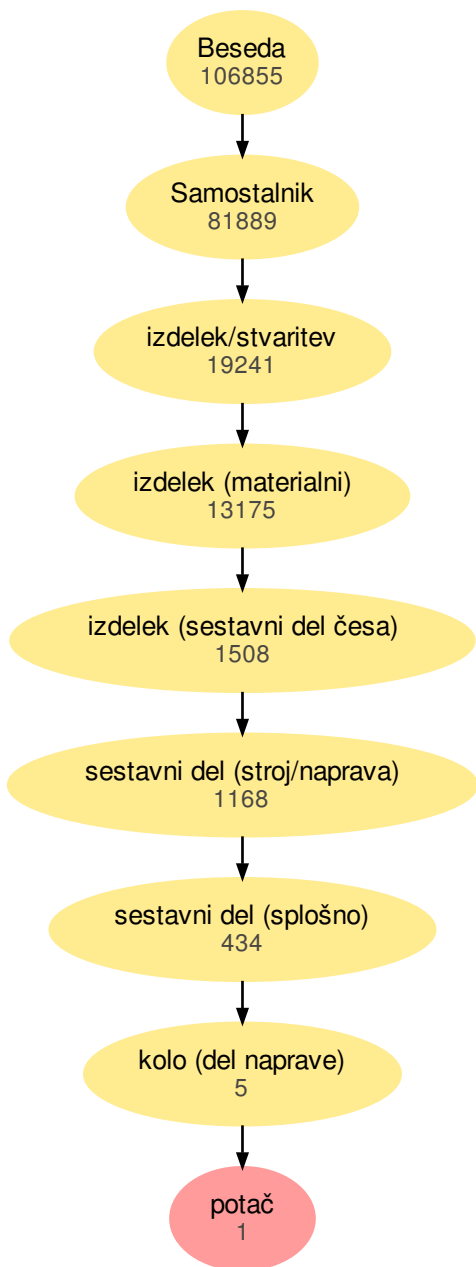 Beseda
106855
Samostalnik
81889
izdelek/stvaritev
19241
izdelek (materialni)
13175
izdelek (sestavni del česa)
1508
sestavni del (stroj/naprava)
1168
sestavni del (splošno)
434
kolo (del naprave)
5
potač
1